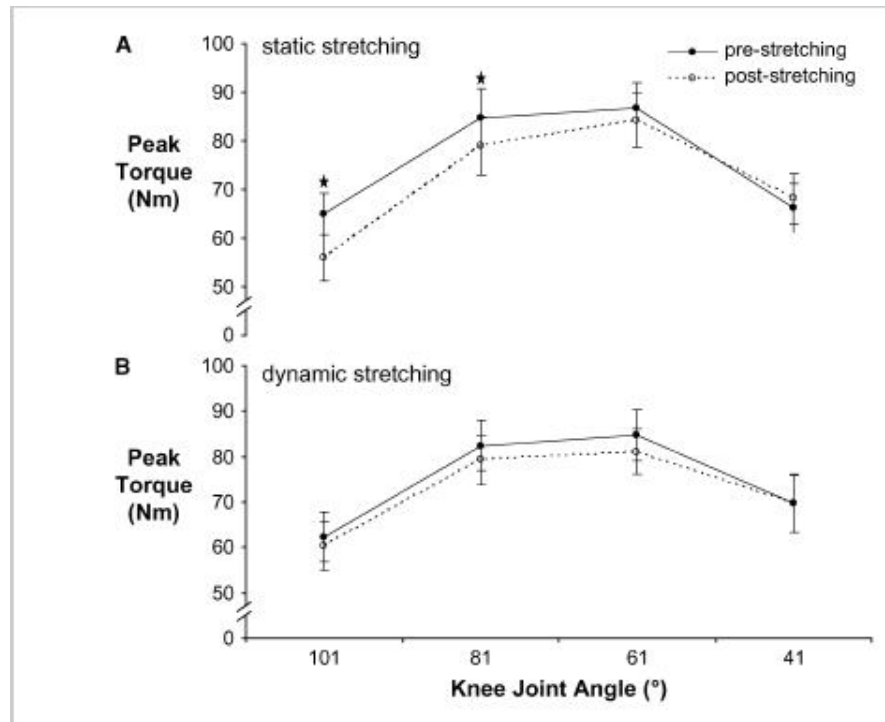 A
static stretching
pre-stretching
post-stretching
100
90
80
70
60
50
0
Peak
Torque
(Nm)
B
dynamic stretching
100
90
80
70
60
50
0
Peak
Torque
(Nm)
101 81 61 41
Knee Joint Angle (°)